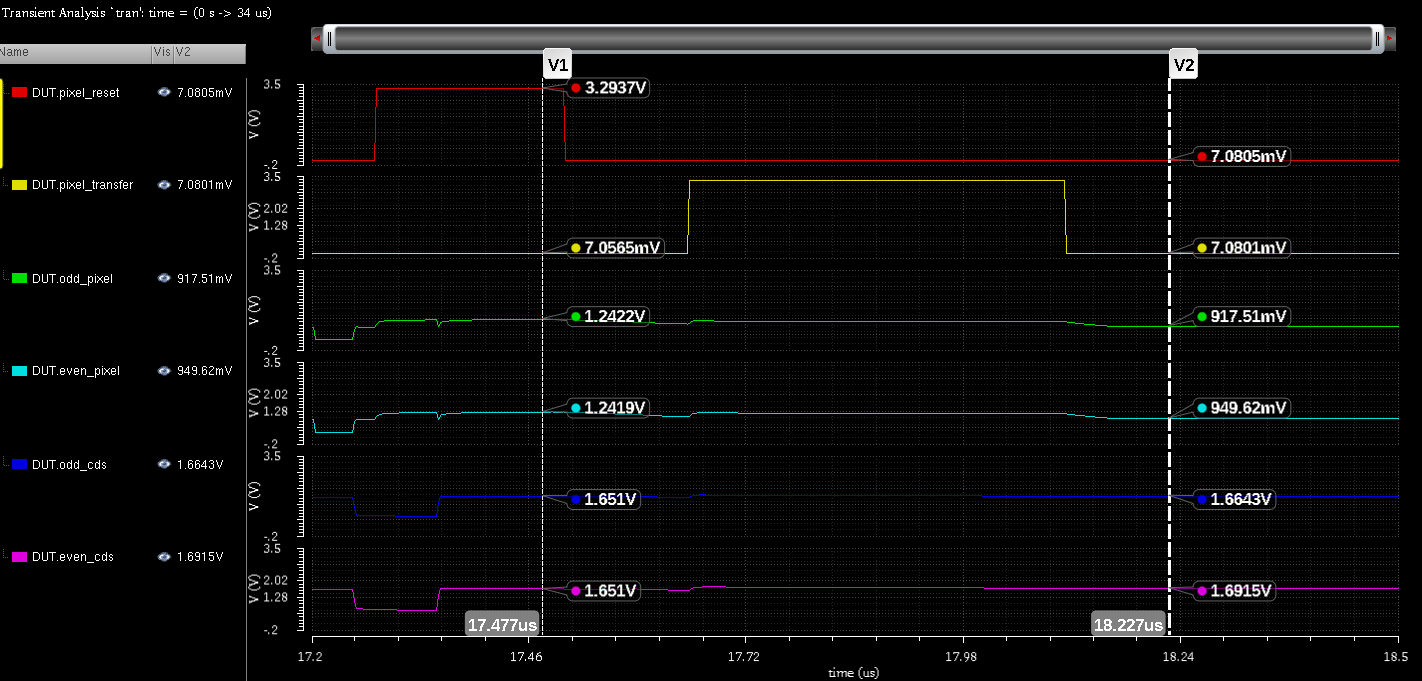 Transient Analysis `tran': time = (0 s -> 34 us)
Name Vis V2
V1 V2
DUT.pixel_reset 7.0805mV
3.5
V (V)
-.2
3.2937V
7.0805mV
DUT.pixel_transfer 7.0801mV
3.5
2.02
V (V)
1.28
-.2
7.0565mV
7.0801mV
DUT.odd_pixel 917.51mV
3.5
V (V)
-.2
1.2422V
917.51mV
DUT.even_pixel 949.62mV
3.5
2.02
V (V)
1.28
-.2
1.2419V
949.62mV
DUT.odd_cds 1.6643V
3.5
V (V)
-.2
1.651V
1.6643V
DUT.even_cds 1.6915V
3.5
2.02
V (V)
1.28
-.2
1.651V
1.6915V
17.477us 18.227us
17.2 17.46 17.72 17.98 18.24 18.5
time (us)